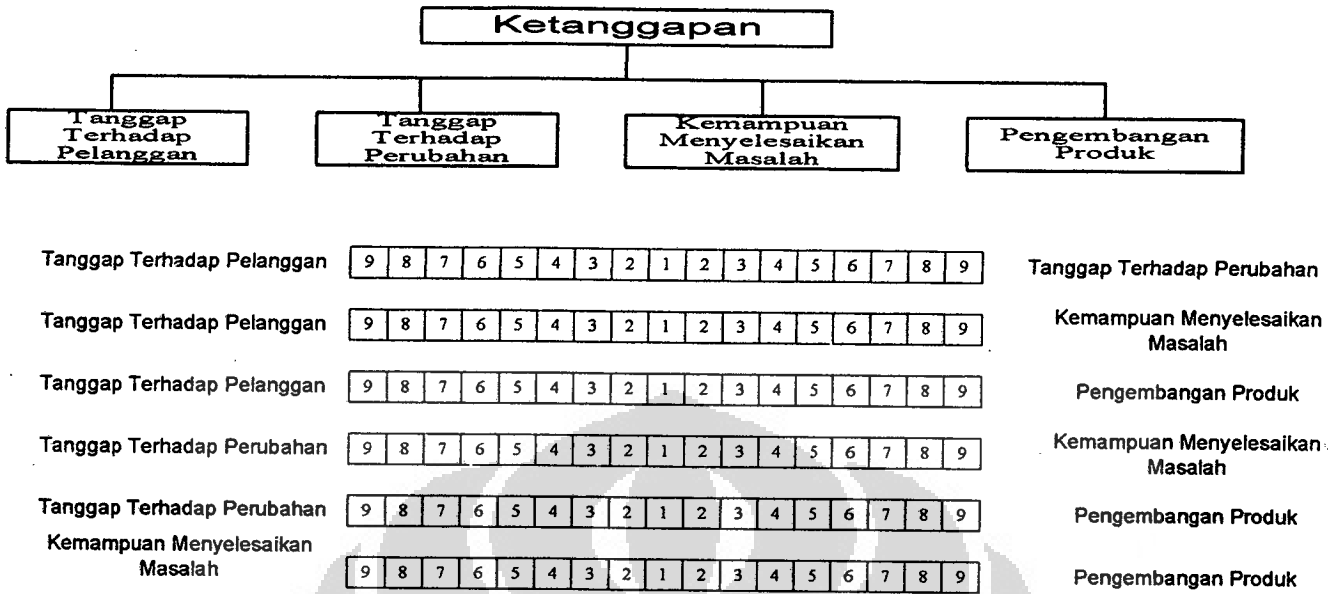 Ketanggapan
Tanggap
Terhadap
Pelanggan
Tanggap
Terhadap
Perubahan
Kemampuan
Menyelesaikan
Masalah
Pengembangan
Produk
Tanggap Terhadap Pelanggan 9 8 7 6 5 4 3 2 1 2 3 4 5 6 7 8 9 Tanggap Terhadap Perubahan
Tanggap Terhadap Pelanggan 9 8 7 6 5 4 3 2 1 2 3 4 5 6 7 8 9 Kemampuan Menyelesaikan
Masalah
Tanggap Terhadap Pelanggan 9 8 7 6 5 4 3 2 1 2 3 4 5 6 7 8 9 Pengembangan Produk
Tanggap Terhadap Perubahan 9 8 7 6 5 4 3 2 1 2 3 4 5 6 7 8 9 Kemampuan Menyelesaikan
Masalah
Tanggap Terhadap Perubahan 9 8 7 6 5 4 3 2 1 2 3 4 5 6 7 8 9 Pengembangan Produk
Kemampuan Menyelesaikan
Masalah 9 8 7 6 5 4 3 2 1 2 3 4 5 6 7 8 9 Pengembangan Produk